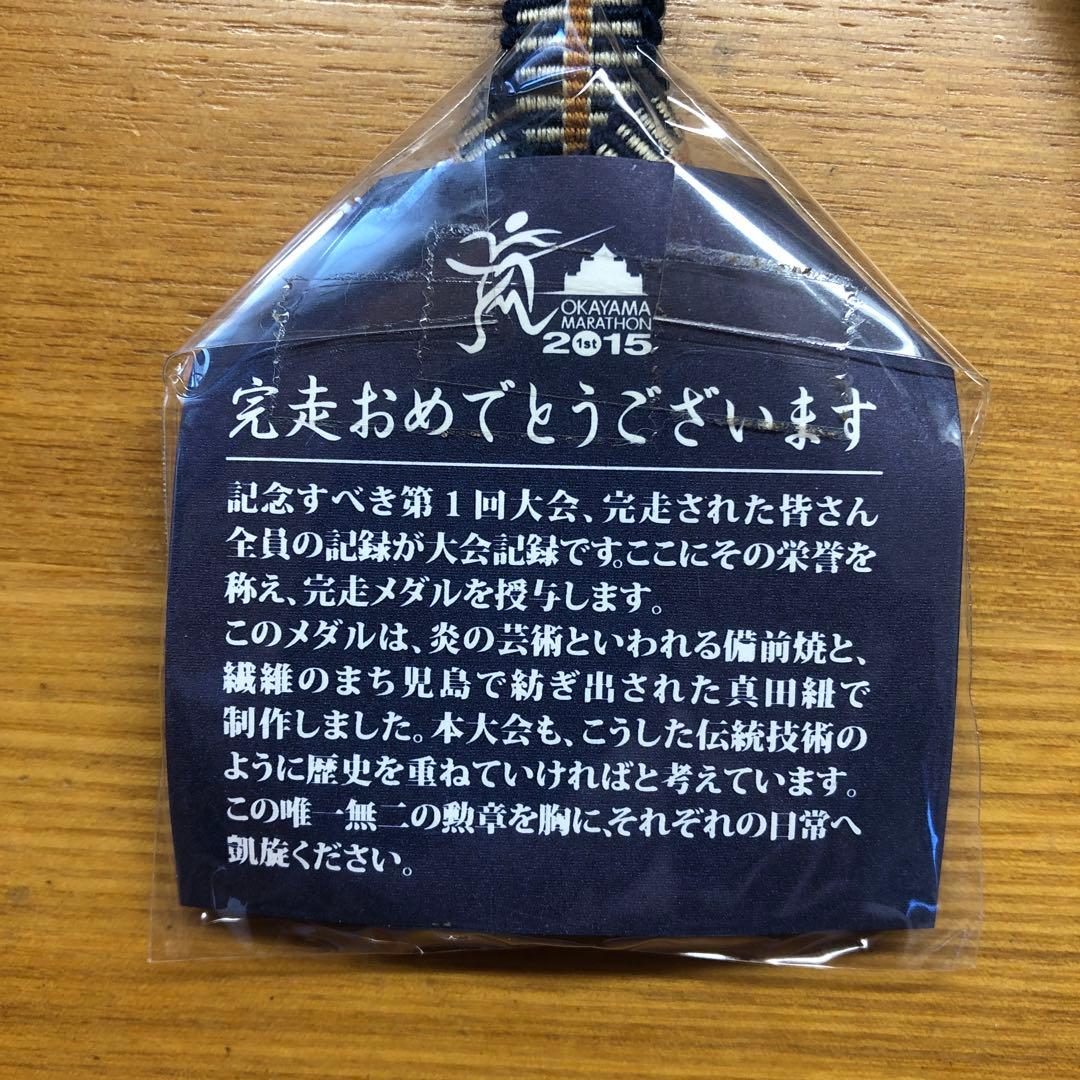 OKAYAMA
MARATHON
2015
1st
完走おめでとうございます
記念すべき第1回大会、完走された皆さん
全員の記録が大会記録です。ここにその栄誉を
称え、完走メダルを授与します。
このメダルは、炎の芸術といわれる備前焼と、
繊維のまち児島で紡ぎ出された真田紐で
制作しました。本大会も、こうした伝統技術の
ように歴史を重ねていければと考えています。
この唯一無二の勲章を胸に、それぞれの日常へ
凱旋ください。